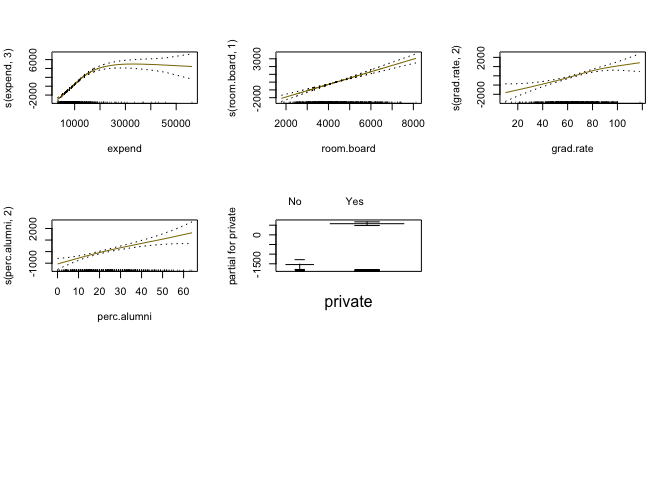 s(expend, 3)
-2000 2000 6000
10000 30000 50000
expend
s(room.board, 1)
-2000 3000
2000 4000 6000 8000
room.board
s(grad.rate, 2)
-2000 2000
20 40 60 80 100
grad.rate
s(perc.alumni, 2)
-1000 2000
0 10 20 30 40 50 60
perc.alumni
No Yes
partial for private
-1500 0
private